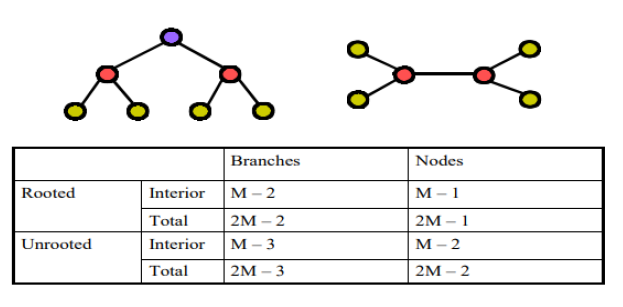 Branches Nodes
Rooted Interior M – 2 M – 1
Total 2M – 2 2M – 1
Unrooted Interior M – 3 M – 2
Total 2M – 3 2M – 2